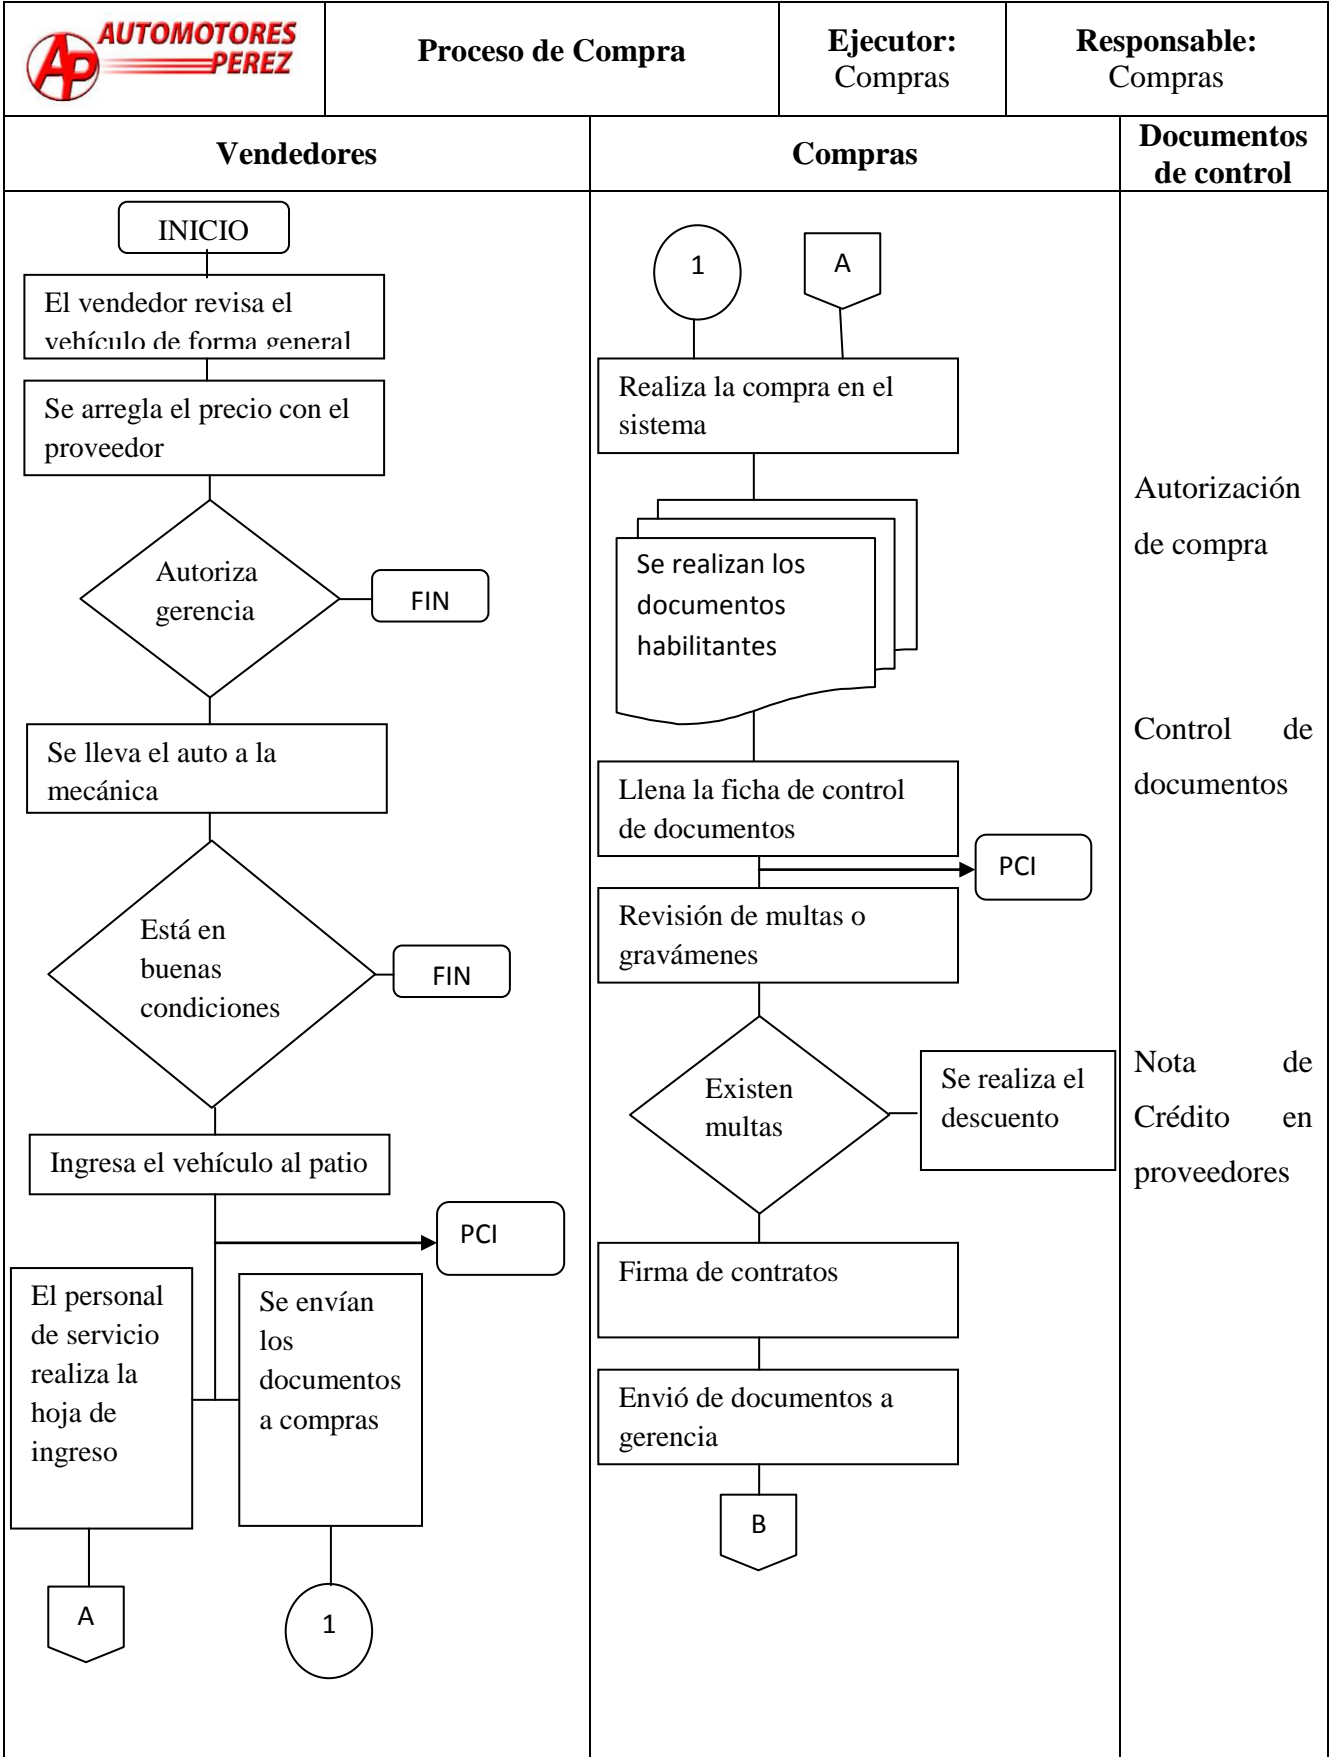 AP
AUTOMOTORES
PEREZ
Proceso de Compra
Ejecutor:
Compras
Responsable:
Compras
Vendedores
Compras
Documentos
de control
INICIO
El vendedor revisa el
vehículo de forma general
Se arregla el precio con el
proveedor
Autoriza
gerencia
FIN
Se lleva el auto a la
mecánica
Está en
buenas
condiciones
FIN
Ingresa el vehículo al patio
PCI
El personal
de servicio
realiza la
hoja de
ingreso
Se envían
los
documentos
a compras
A
1
1
A
Realiza la compra en el
sistema
Se realizan los
documentos
habilitantes
Llena la ficha de control
de documentos
PCI
Revisión de multas o
gravámenes
Existen
multas
Se realiza el
descuento
Firma de contratos
Envió de documentos a
gerencia
B
Autorización
de compra
Control de
documentos
Nota de
Crédito en
proveedores